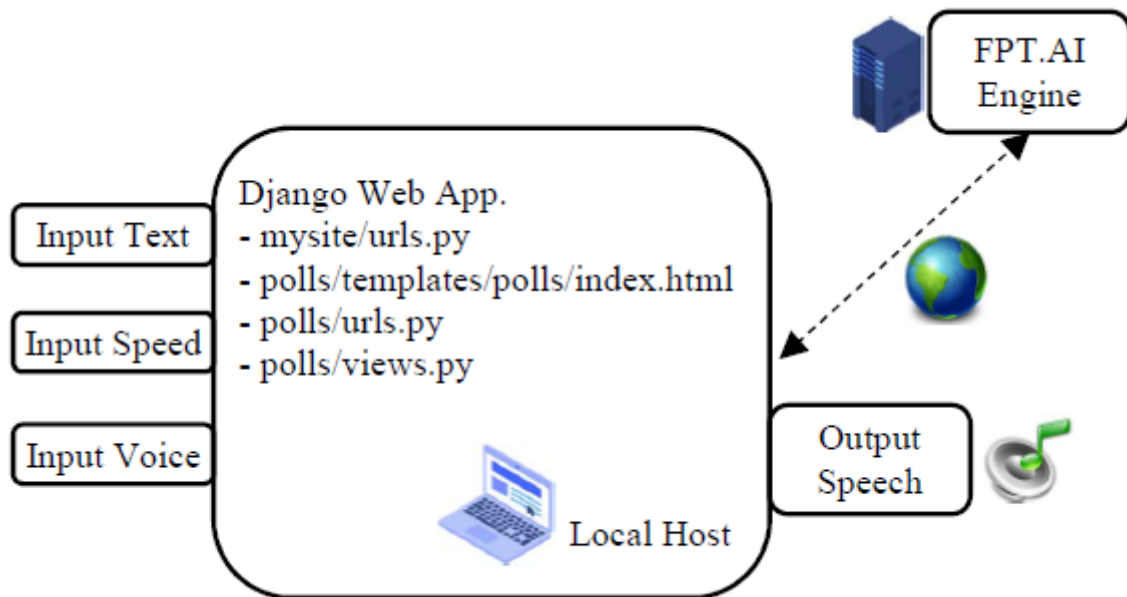 FPT.AI
Engine
Django Web App.
- mysite/urls.py
- polls/templates/polls/index.html
- polls/urls.py
- polls/views.py
Input Text
Input Speed
Input Voice
Output
Speech
Local Host